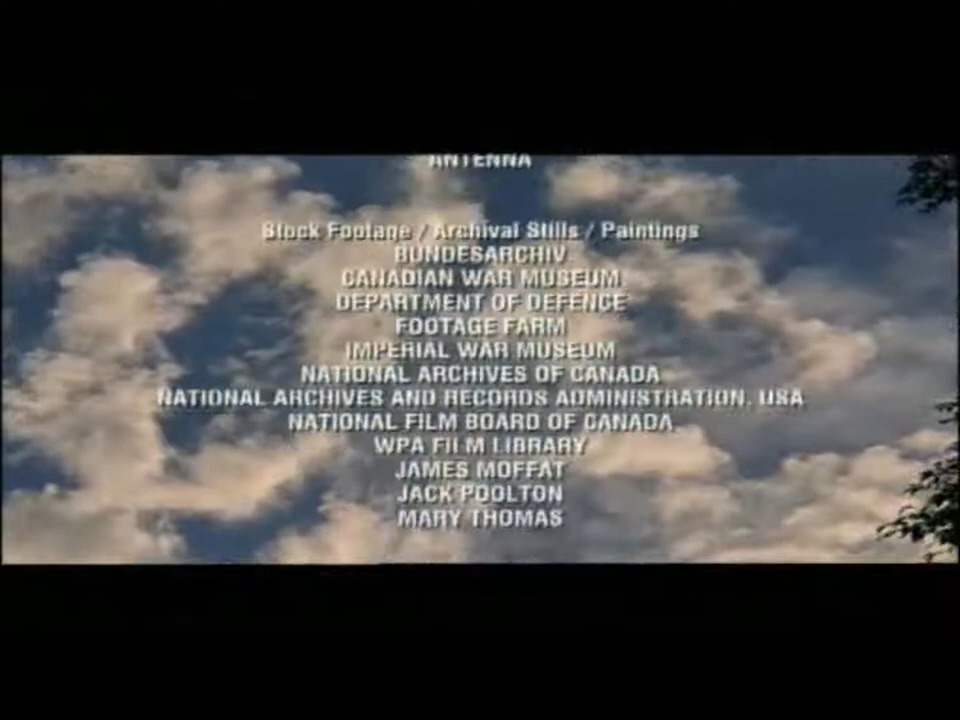 ANTENNA
Stock Footage / Archival Stills / Paintings
BUNDESARCHIV
CANADIAN WAR MUSEUM
DEPARTMENT OF DEFENCE
FOOTAGE FARM
IMPERIAL WAR MUSEUM
NATIONAL ARCHIVES OF CANADA
NATIONAL ARCHIVES AND RECORDS ADMINISTRATION, USA
NATIONAL FILM BOARD OF CANADA
WPA FILM LIBRARY
JAMES MOFFAT
JACK POOLTON
MARY THOMAS